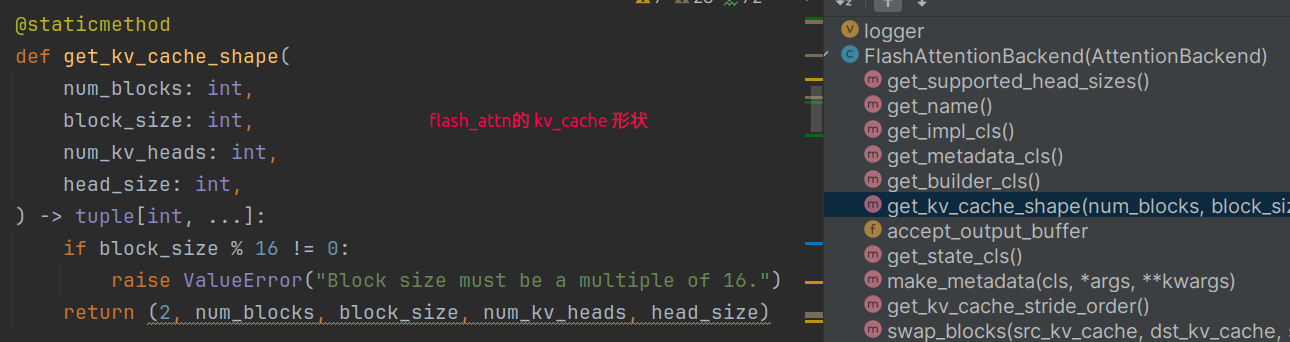 @staticmethod
def get_kv_cache_shape(
num_blocks: int,
block_size: int,
num_kv_heads: int,
head_size: int,
) -> tuple[int, ...]:
if block_size % 16 != 0:
raise ValueError("Block size must be a multiple of 16.")
return (2, num_blocks, block_size, num_kv_heads, head_size)
flash_attn的 kv_cache 形状
logger
FlashAttentionBackend(AttentionBackend)
get_supported_head_sizes()
get_name()
get_impl_cls()
get_metadata_cls()
get_builder_cls()
get_kv_cache_shape(num_blocks, block_siz
accept_output_buffer
get_state_cls()
make_metadata(cls, *args, **kwargs)
get_kv_cache_stride_order()
swap_blocks(src_kv_cache, dst_kv_cache,